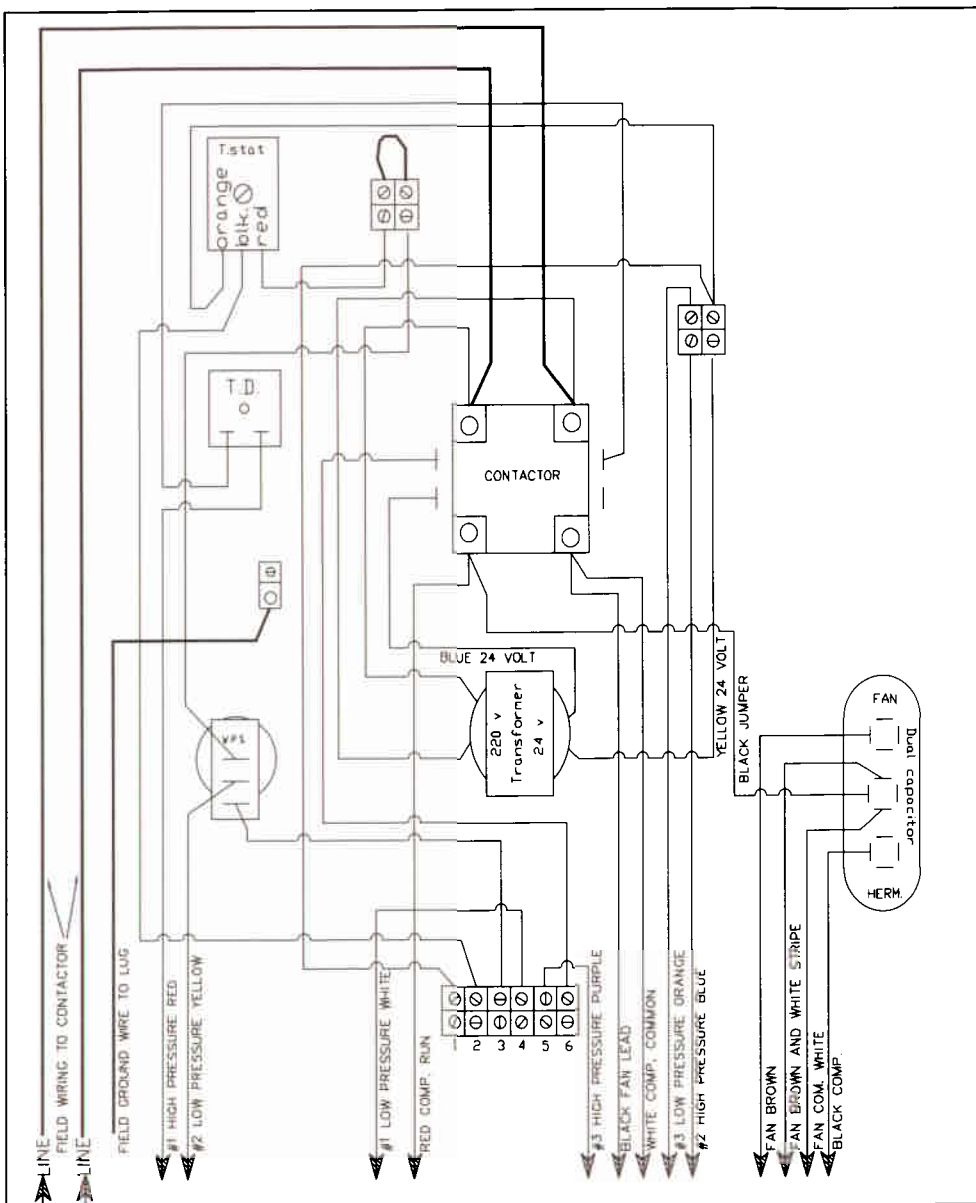 T.stat
orange
blk.
red
T.D.
CONTACTOR
BLUE 24 VOLT
220 v
Transformer
24 v
YELLOW 24 VOLT
BLACK JUMPER
FAN
Dual capacitor
HERM.
2 3 4 5 6
LINE
FIELD WIRING TO CONTACTOR
LINE
FIELD GROUND WIRE TO LUG
#1 HIGH PRESSURE RED
#2 LOW PRESSURE YELLOW
#1 LOW PRESSURE WHITE
RED COMP. RUN
#3 HIGH PRESSURE PURPLE
BLACK FAN LEAD
WHITE COMP. COMMON
#3 LOW PRESSURE ORANGE
#2 HIGH PRESSURE BLUE
FAN BROWN
FAN BROWN AND WHITE STRIPE
FAN COM. WHITE
BLACK COMP.